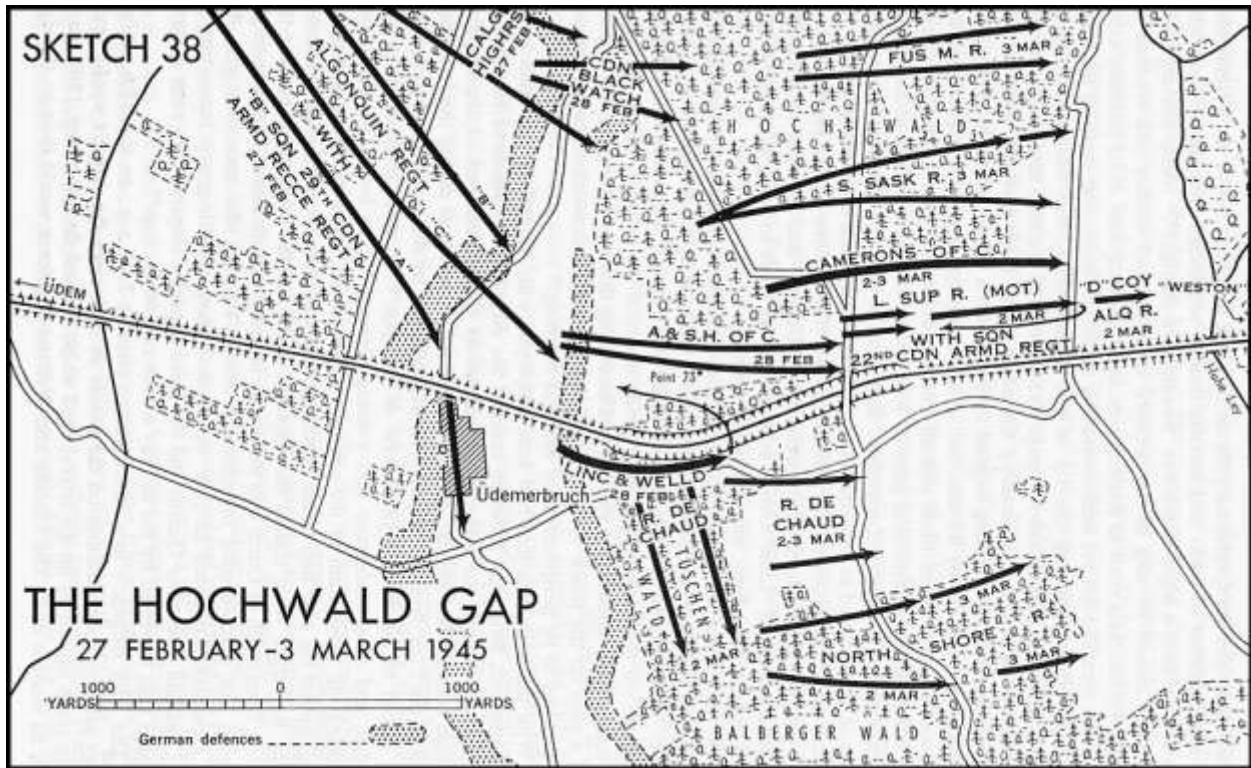 SKETCH 38
"B" SQN 29TH CDN
ARMD RECCE REGT
27 FEB
WITH
ALGONQUIN REGT
"A"
"C"
"B"
HIGHRS
27 FEB
CDN
BLACK
WATCH
28 FEB
FUS M. R. 3 MAR
HOCHWALD
S. SASK R. 3 MAR
CAMERONS OF C.
2-3 MAR
L. SUP R. (MOT)
2 MAR
"D" COY
ALQ R.
2 MAR
"WESTON"
WITH SQN
22ND CDN ARMD REGT
A. & S.H. OF C.
28 FEB
Point 73
ÜDEM
Üdemerbruch
LINC & WELLD
28 FEB
R. DE
CHAUD
2 MAR
TÜSCHEN
WALD
R. DE
CHAUD
2-3 MAR
NORTH SHORE R.
3 MAR
3 MAR
2 MAR
BALBERGER WALD
Hohe Ley
THE HOCHWALD GAP
27 FEBRUARY-3 MARCH 1945
1000 0 1000
YARDS YARDS
German defences